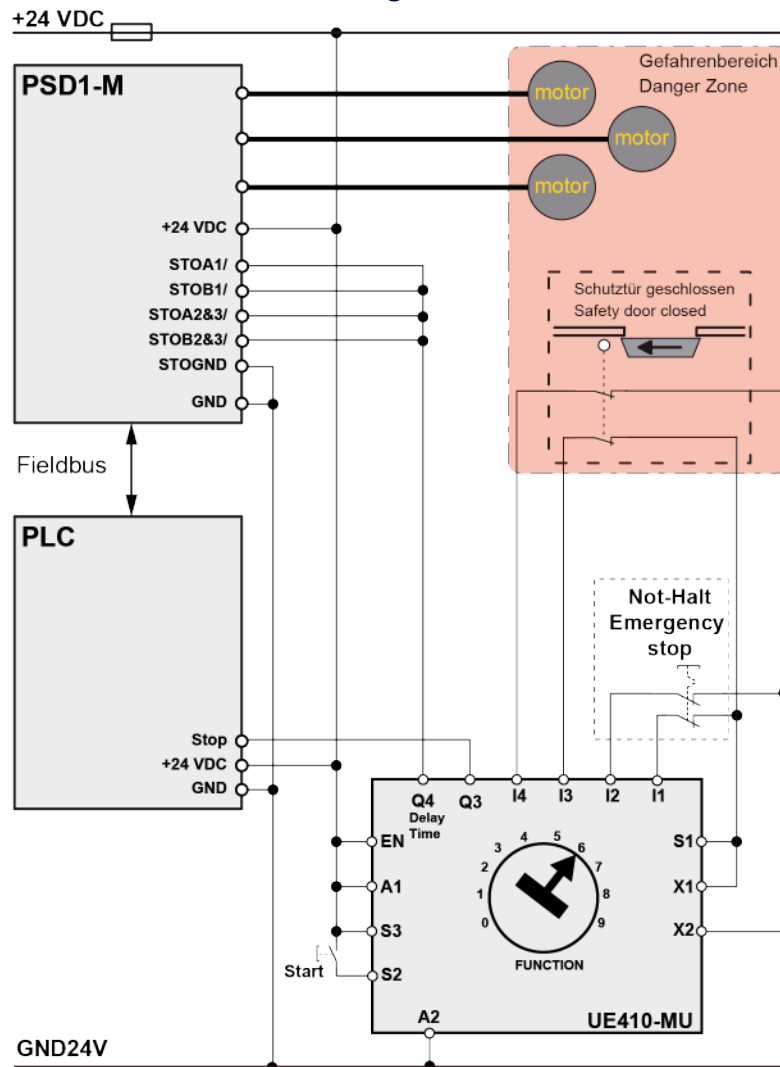 +24 VDC
PSD1-M
motor
motor
motor
Gefahrenbereich
Danger Zone
+24 VDC
STOA1/
STOB1/
STOA2&3/
STOB2&3/
STOGND
GND
Schutztür geschlossen
Safety door closed
Fieldbus
PLC
Not-Halt
Emergency
stop
Stop
+24 VDC
GND
Q4
Delay
Time
Q3
I4
I3
I2
I1
EN
A1
S3
S2
Start
0
1
2
3
4
5
6
7
8
9
FUNCTION
S1
X1
X2
A2
UE410-MU
GND24V